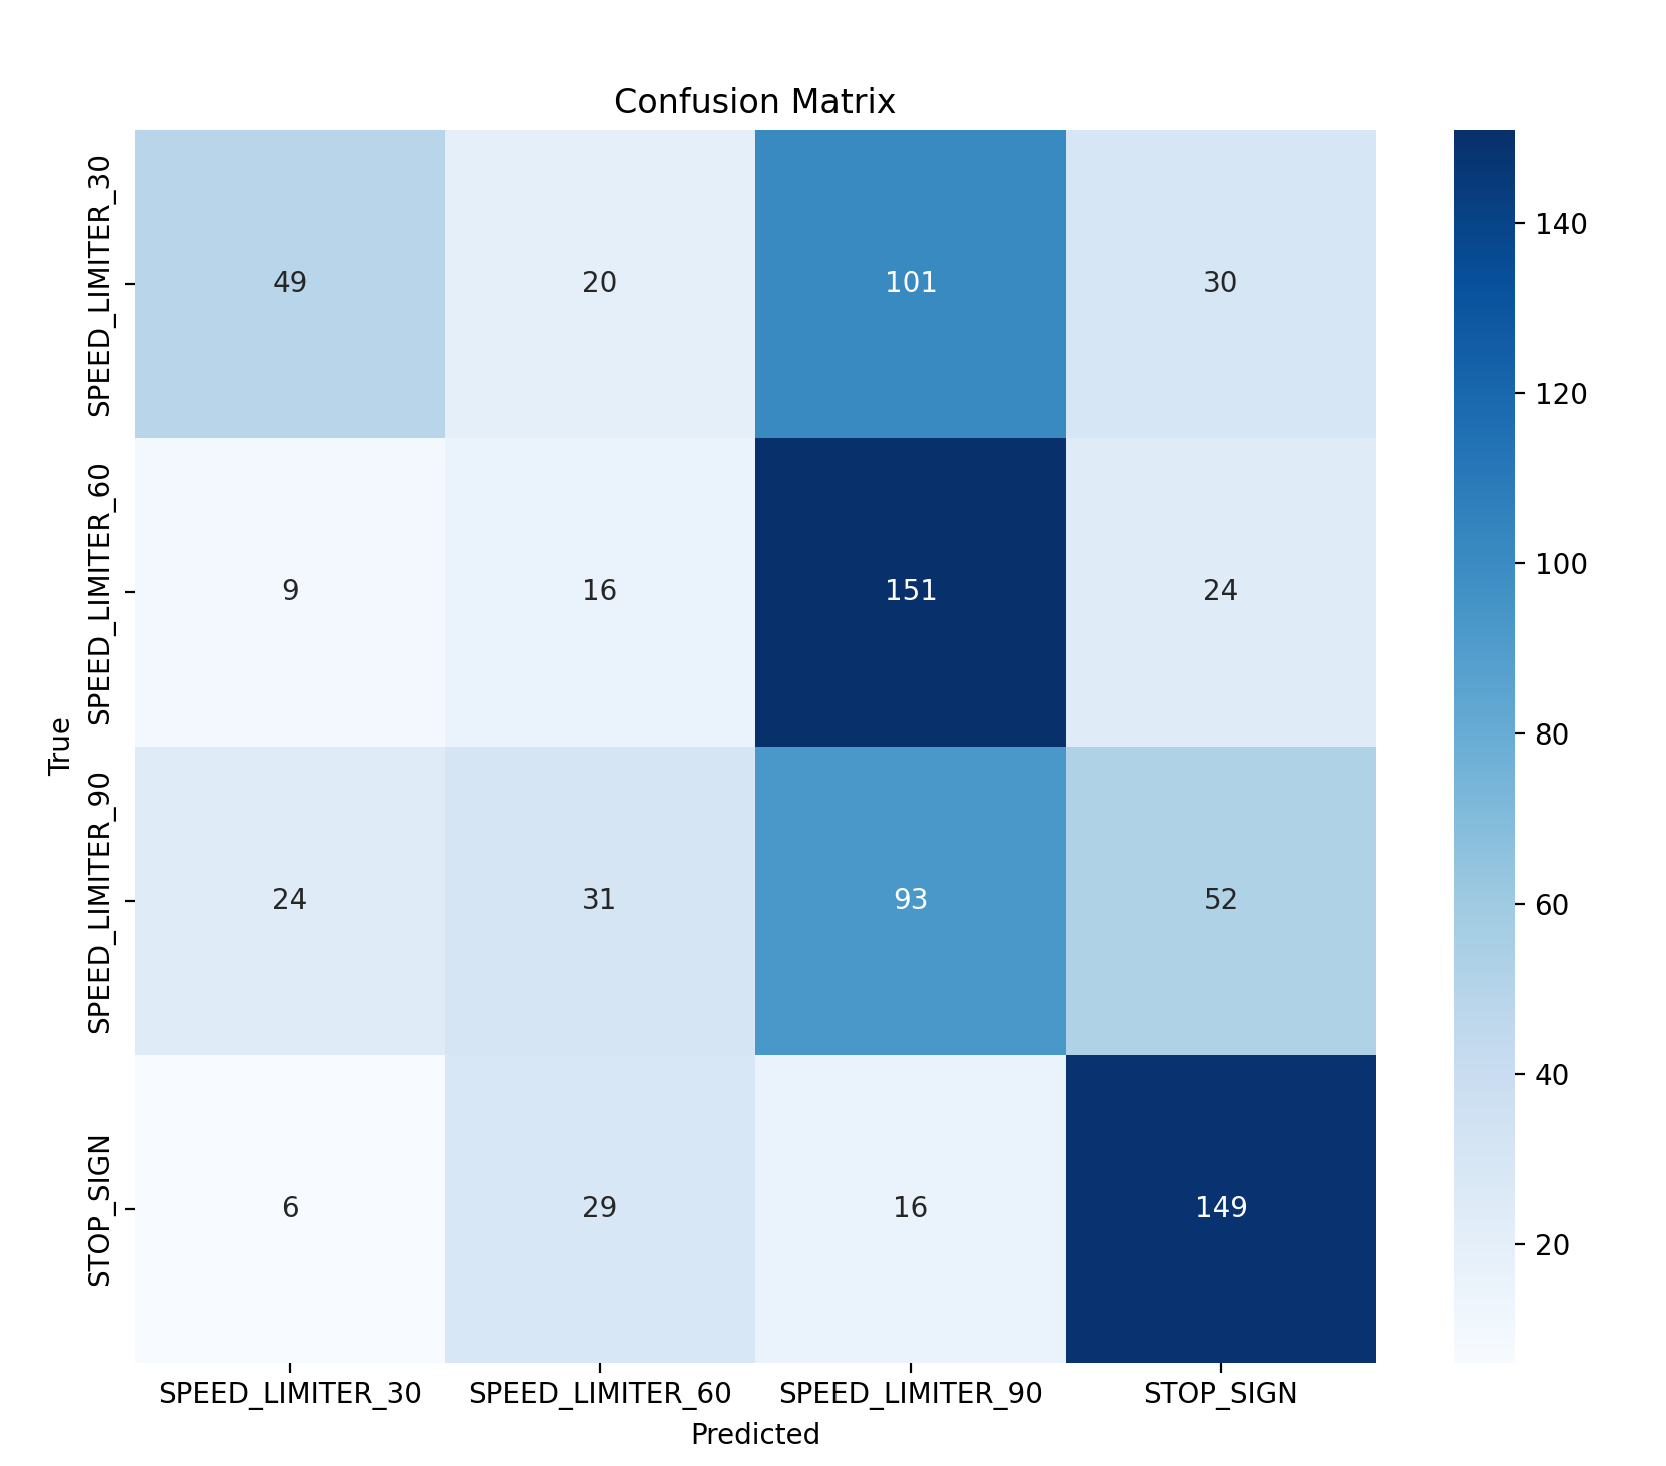 Confusion Matrix
SPEED_LIMITER_30
49 20 101 30
SPEED_LIMITER_60
9 16 151 24
SPEED_LIMITER_90
24 31 93 52
STOP_SIGN
6 29 16 149
True
SPEED_LIMITER_30 SPEED_LIMITER_60 SPEED_LIMITER_90 STOP_SIGN
Predicted
140
120
100
80
60
40
20